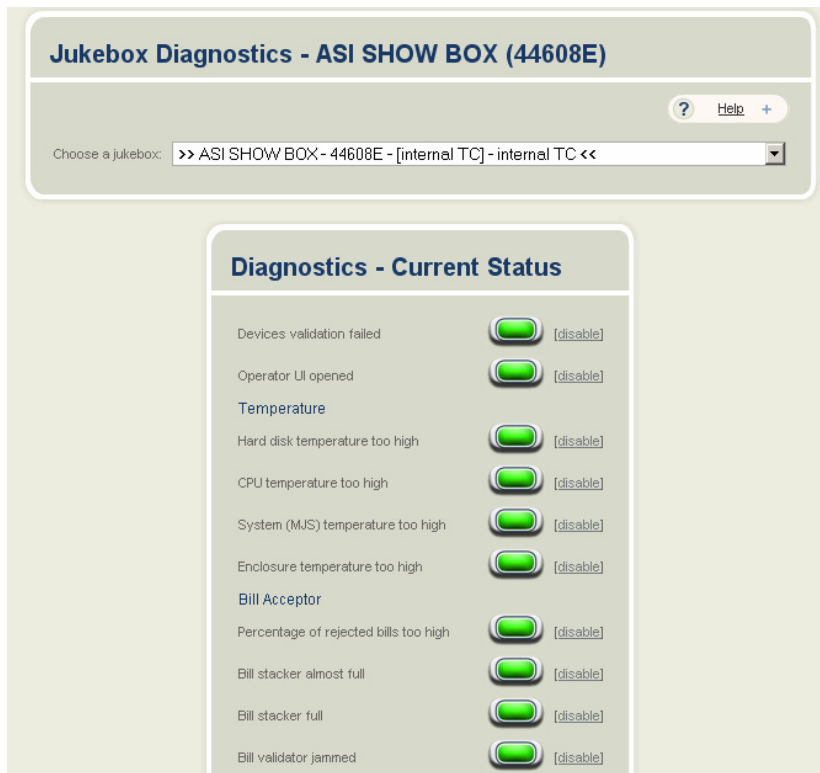 Jukebox Diagnostics - ASI SHOW BOX (44608E)
? Help +
Choose a jukebox: >> ASI SHOW BOX - 44608E - [internal TC] - internal TC <<
Diagnostics - Current Status
Devices validation failed [disable]
Operator UI opened [disable]
Temperature
Hard disk temperature too high [disable]
CPU temperature too high [disable]
System (MJS) temperature too high [disable]
Enclosure temperature too high [disable]
Bill Acceptor
Percentage of rejected bills too high [disable]
Bill stacker almost full [disable]
Bill stacker full [disable]
Bill validator jammed [disable]